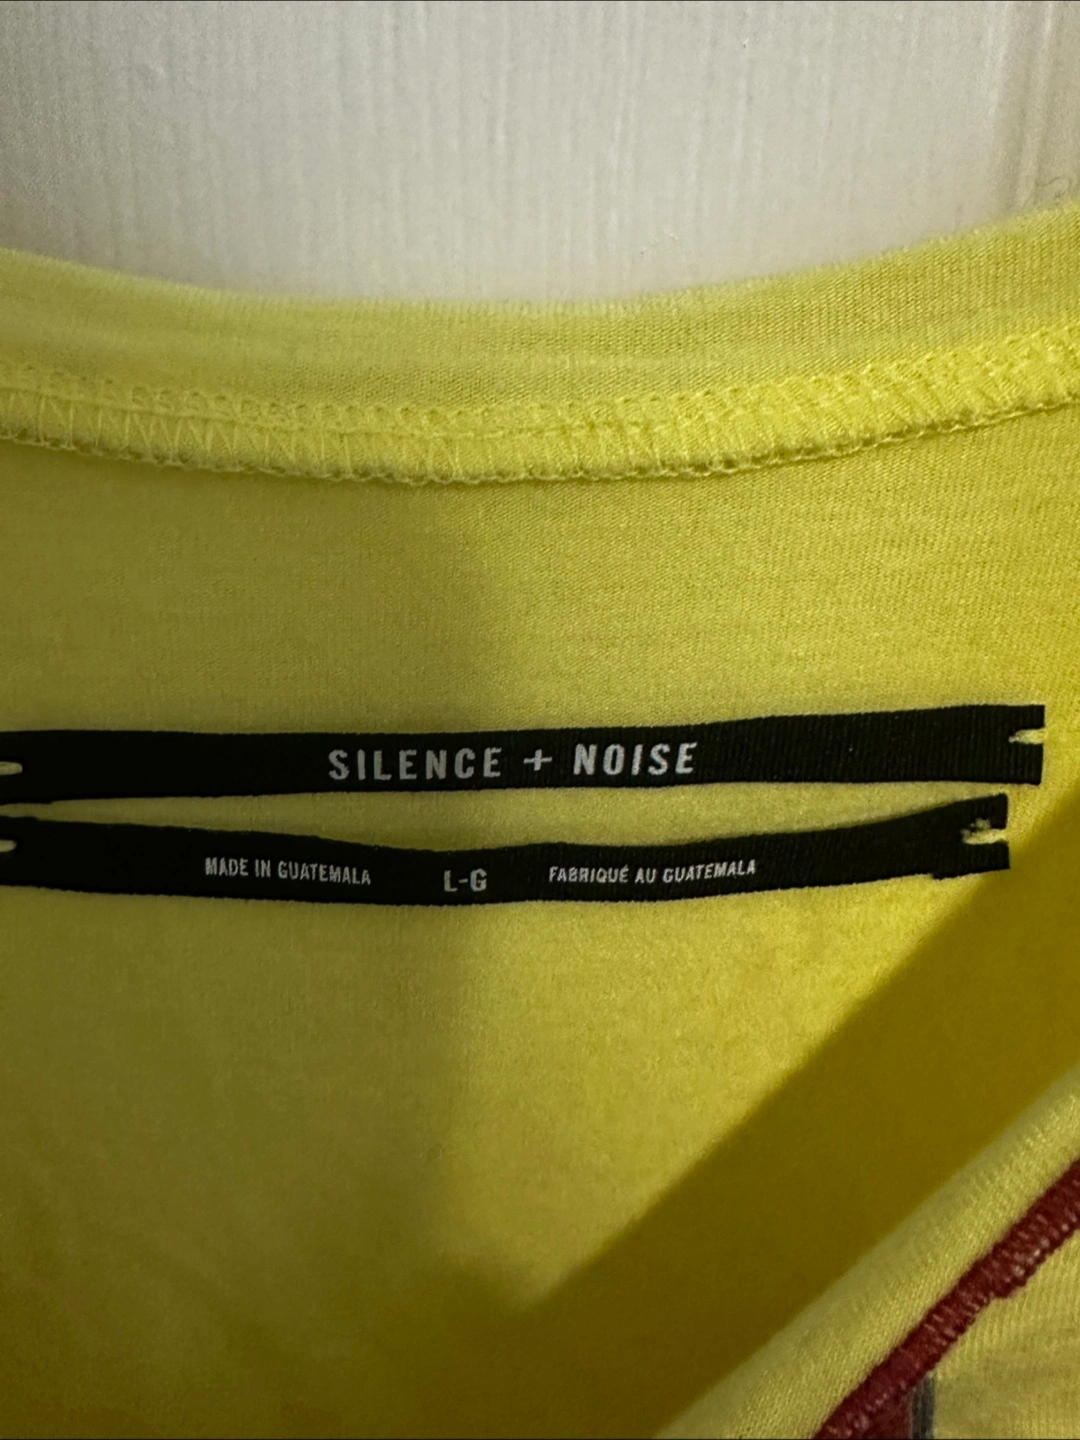 SILENCE + NOISE
MADE IN GUATEMALA L-G FABRIQUÉ AU GUATEMALA